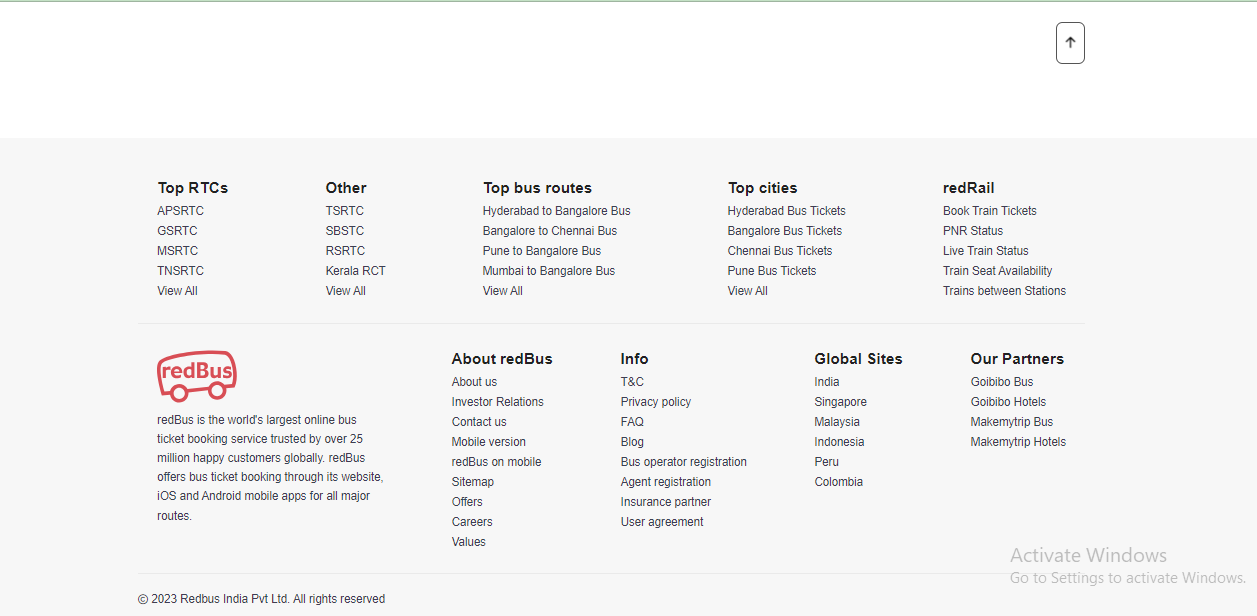 Top RTCs
APSRTC
GSRTC
MSRTC
TNSRTC
View All
Other
TSRTC
SBSTC
RSRTC
Kerala RCT
View All
Top bus routes
Hyderabad to Bangalore Bus
Bangalore to Chennai Bus
Pune to Bangalore Bus
Mumbai to Bangalore Bus
View All
Top cities
Hyderabad Bus Tickets
Bangalore Bus Tickets
Chennai Bus Tickets
Pune Bus Tickets
View All
redRail
Book Train Tickets
PNR Status
Live Train Status
Train Seat Availability
Trains between Stations
redBus
redBus is the world's largest online bus
ticket booking service trusted by over 25
million happy customers globally. redBus
offers bus ticket booking through its website,
iOS and Android mobile apps for all major
routes.
About redBus
About us
Investor Relations
Contact us
Mobile version
redBus on mobile
Sitemap
Offers
Careers
Values
Info
T&C
Privacy policy
FAQ
Blog
Bus operator registration
Agent registration
Insurance partner
User agreement
Global Sites
India
Singapore
Malaysia
Indonesia
Peru
Colombia
Our Partners
Goibibo Bus
Goibibo Hotels
Makemytrip Bus
Makemytrip Hotels
Activate Windows
Go to Settings to activate Windows.
© 2023 Redbus India Pvt Ltd. All rights reserved